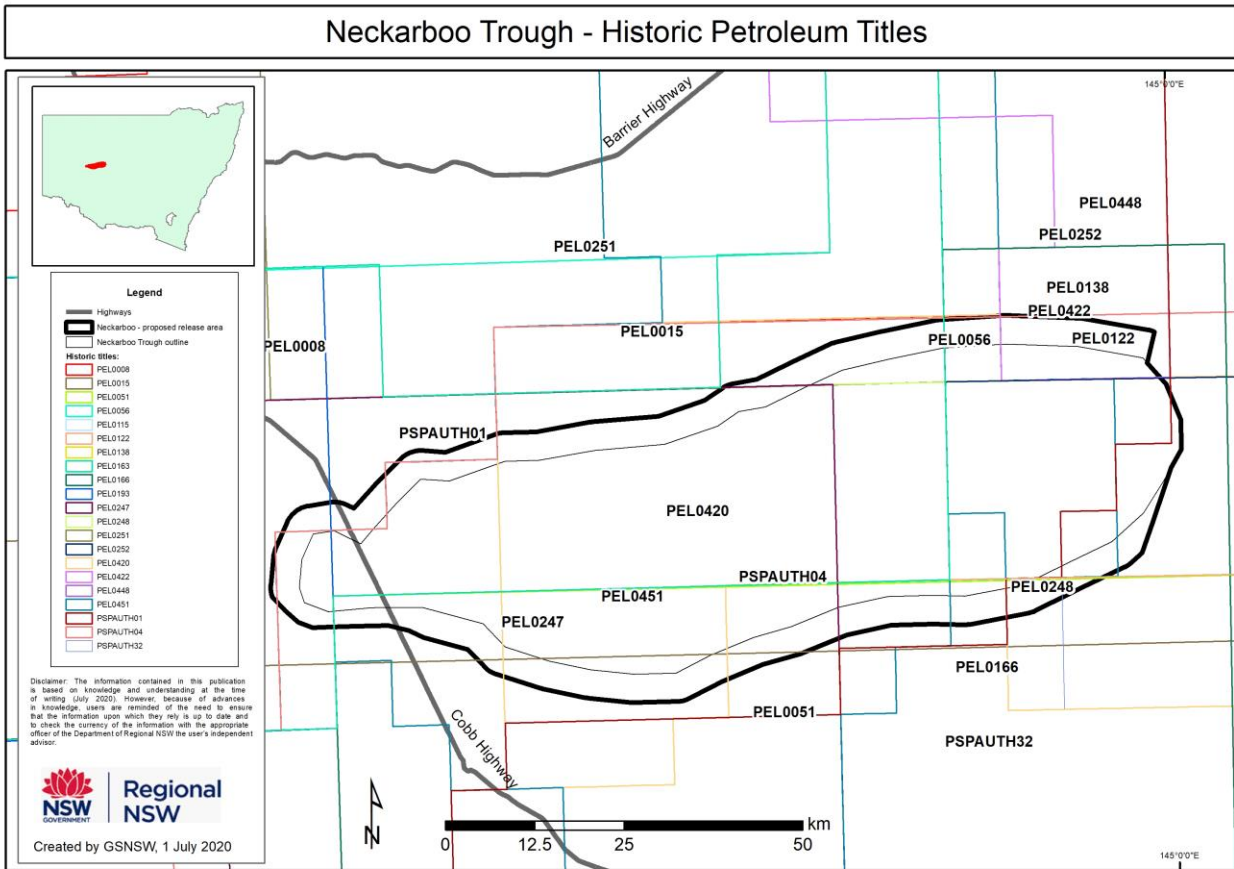 Neckarboo Trough - Historic Petroleum Titles
145°0'0"E
Barrier Highway
PEL0448
PEL0251
PEL0252
PEL0138
PEL0422
PEL0015
PEL0008
PEL0056
PEL0122
PSPAUTH01
PEL0420
PSPAUTH04
PEL0248
PEL0451
PEL0247
PEL0166
PEL0051
PSPAUTH32
Cobb Highway
N
km
0 12.5 25 50
145°0'0"E
Legend
Highways
Neckarboo - proposed release area
Neckarboo Trough outline
Historic titles:
PEL0008
PEL0015
PEL0051
PEL0056
PEL0115
PEL0122
PEL0138
PEL0163
PEL0166
PEL0193
PEL0247
PEL0248
PEL0251
PEL0252
PEL0420
PEL0422
PEL0448
PEL0451
PSPAUTH01
PSPAUTH04
PSPAUTH32
Disclaimer: The information contained in this publication
is based on knowledge and understanding at the time
of writing (July 2020). However, because of advances
in knowledge, users are reminded of the need to ensure
that the information upon which they rely is up to date and
to check the currency of the information with the appropriate
officer of the Department of Regional NSW the user's independent
advisor.
NSW
GOVERNMENT
Regional
NSW
Created by GSNSW, 1 July 2020